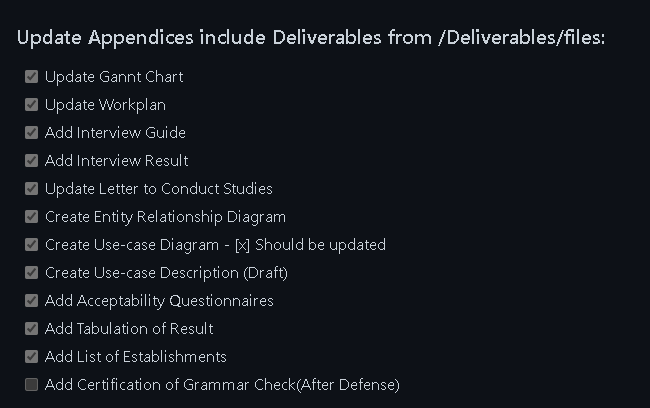 Update Appendices include Deliverables from /Deliverables/files:
Update Gannt Chart
Update Workplan
Add Interview Guide
Add Interview Result
Update Letter to Conduct Studies
Create Entity Relationship Diagram
Create Use-case Diagram - [x] Should be updated
Create Use-case Description (Draft)
Add Acceptability Questionnaires
Add Tabulation of Result
Add List of Establishments
Add Certification of Grammar Check(After Defense)